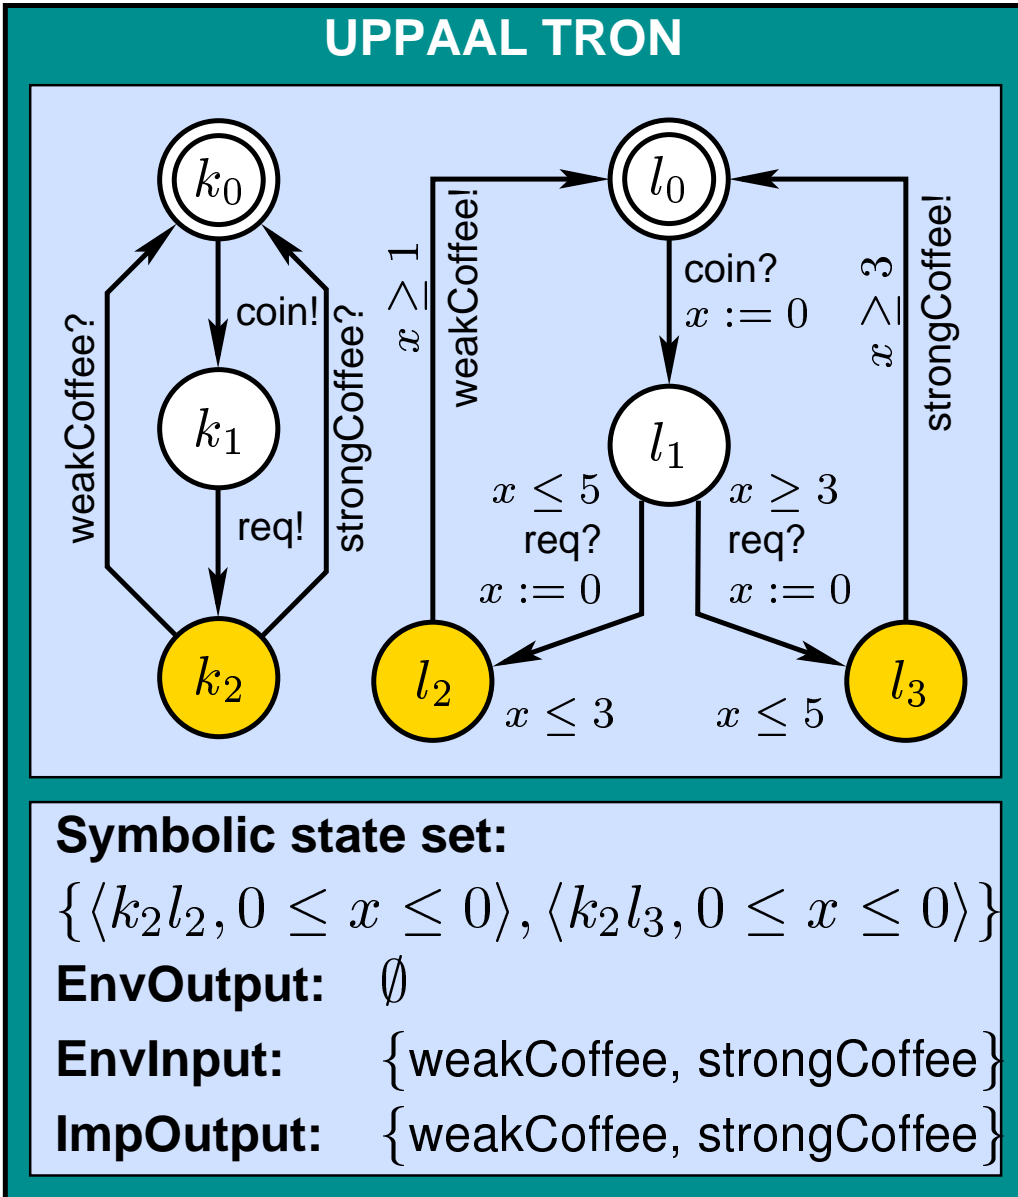 UPPAAL TRON
k₀
coin!
k₁
req!
k₂
weakCoffee?
strongCoffee?
x ≥ 1
weakCoffee!
l₀
coin?
x := 0
l₁
x ≤ 5
req?
x := 0
x ≥ 3
req?
x := 0
x ≥ 3
strongCoffee!
l₂
x ≤ 3
l₃
x ≤ 5
Symbolic state set:
{⟨k₂l₂, 0 ≤ x ≤ 0⟩, ⟨k₂l₃, 0 ≤ x ≤ 0⟩}
EnvOutput: ∅
EnvInput: {weakCoffee, strongCoffee}
ImpOutput: {weakCoffee, strongCoffee}